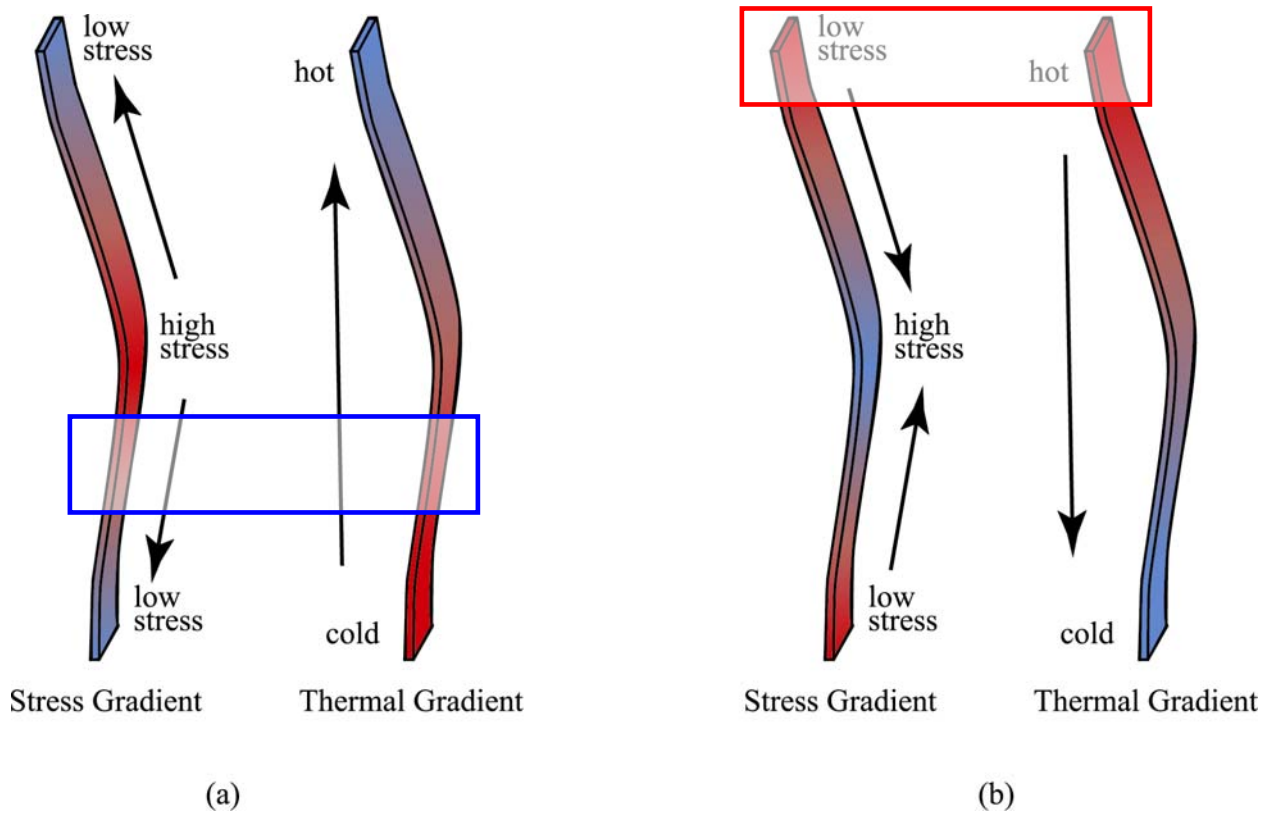 low
stress
hot
high
stress
low
stress
cold
Stress Gradient
Thermal Gradient
(a)
low
stress
hot
high
stress
low
stress
cold
Stress Gradient
Thermal Gradient
(b)